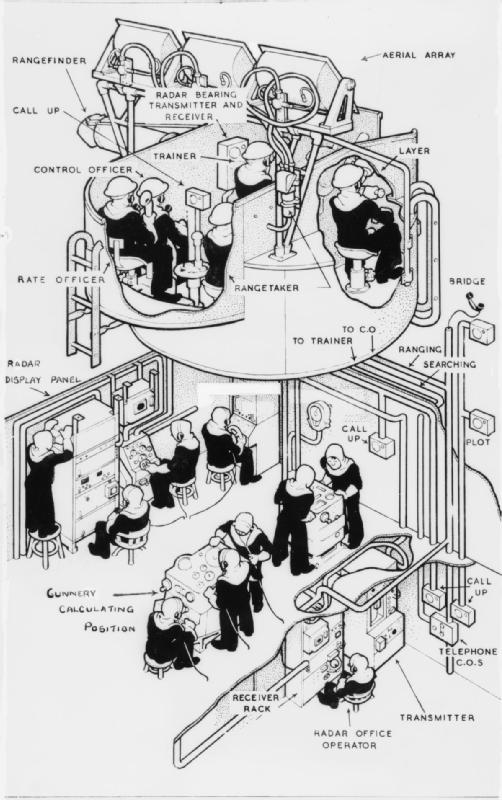 RANGEFINDER
AERIAL ARRAY
RADAR BEARING
TRANSMITTER AND
RECEIVER
CALL UP
TRAINER
LAYER
CONTROL OFFICER
RATE OFFICER
RANGETAKER
BRIDGE
TO C.O
TO TRAINER
RANGING
SEARCHING
RADAR
DISPLAY PANEL
CALL
UP
PLOT
GUNNERY
CALCULATING
POSITION
CALL
UP
TELEPHONE
C.O.S
RECEIVER
RACK
TRANSMITTER
RADAR OFFICE
OPERATOR